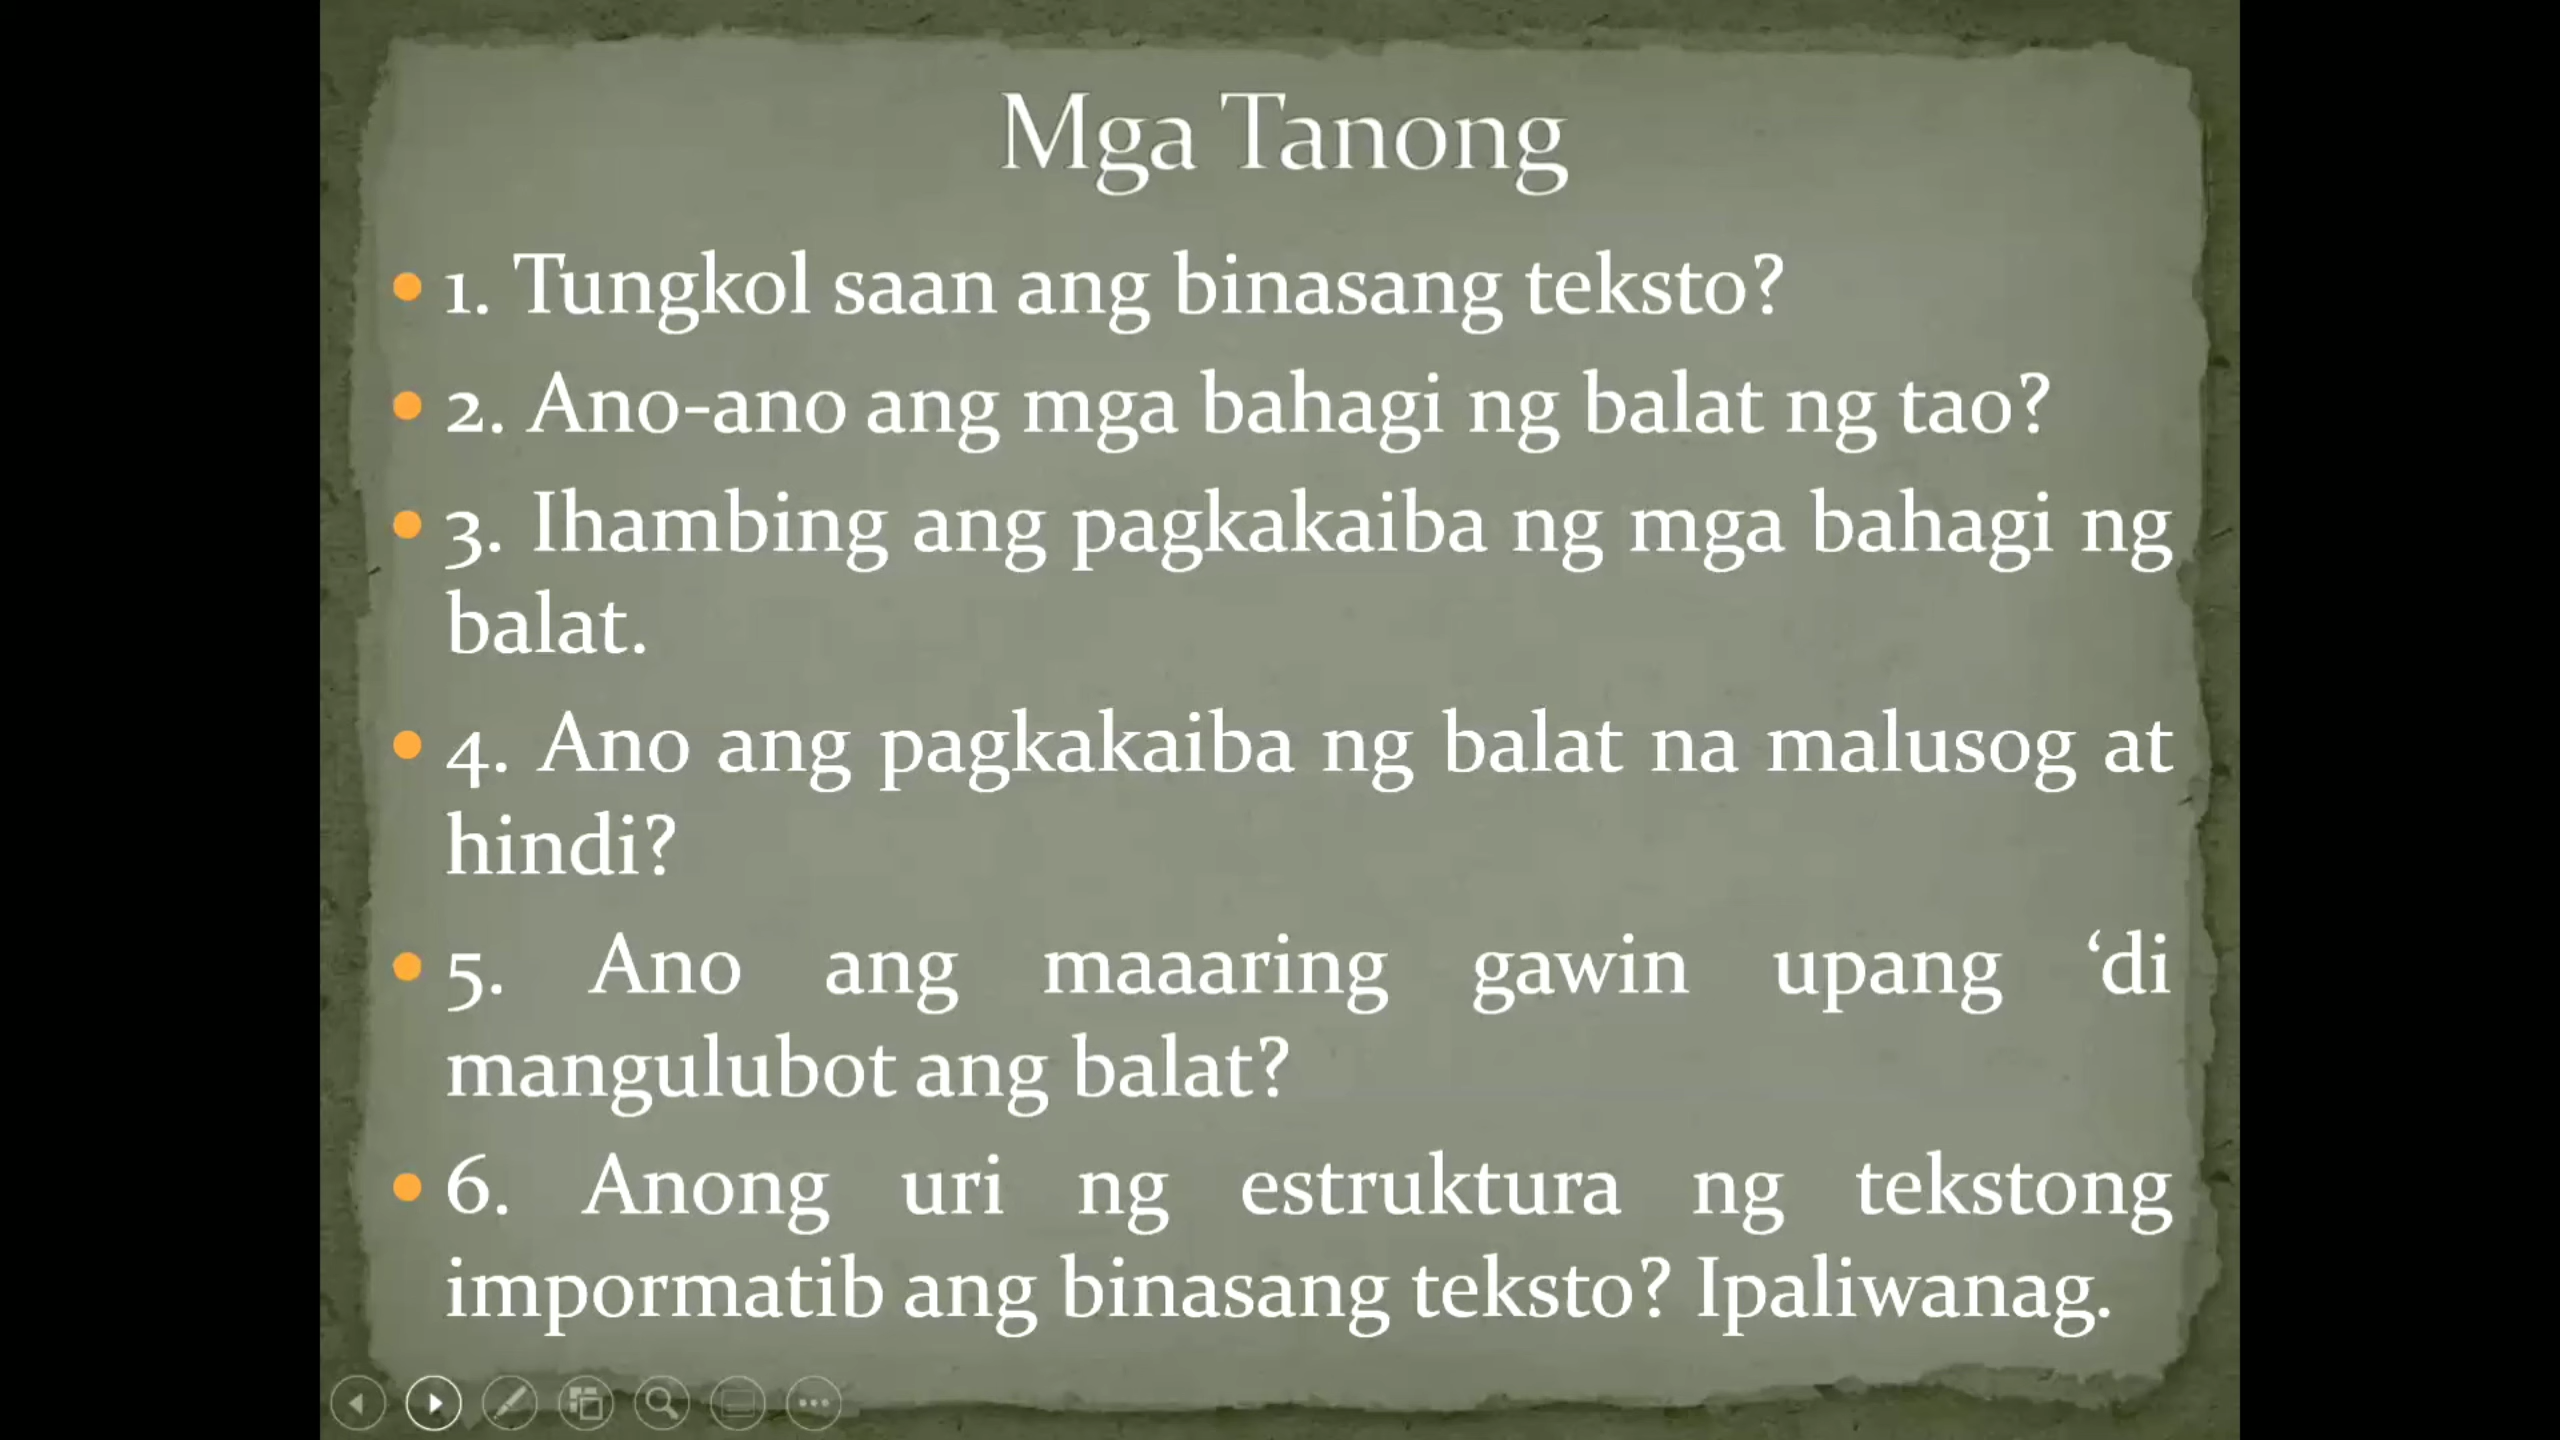 Mga Tanong
1. Tungkol saan ang binasang teksto?
2. Ano-ano ang mga bahagi ng balat ng tao?
3. Ihambing ang pagkakaiba ng mga bahagi ng
balat.
4. Ano ang pagkakaiba ng balat na malusog at
hindi?
5. Ano ang maaaring gawin upang ‘di
mangulubot ang balat?
6. Anong uri ng estruktura ng tekstong
impormatib ang binasang teksto? Ipaliwanag.